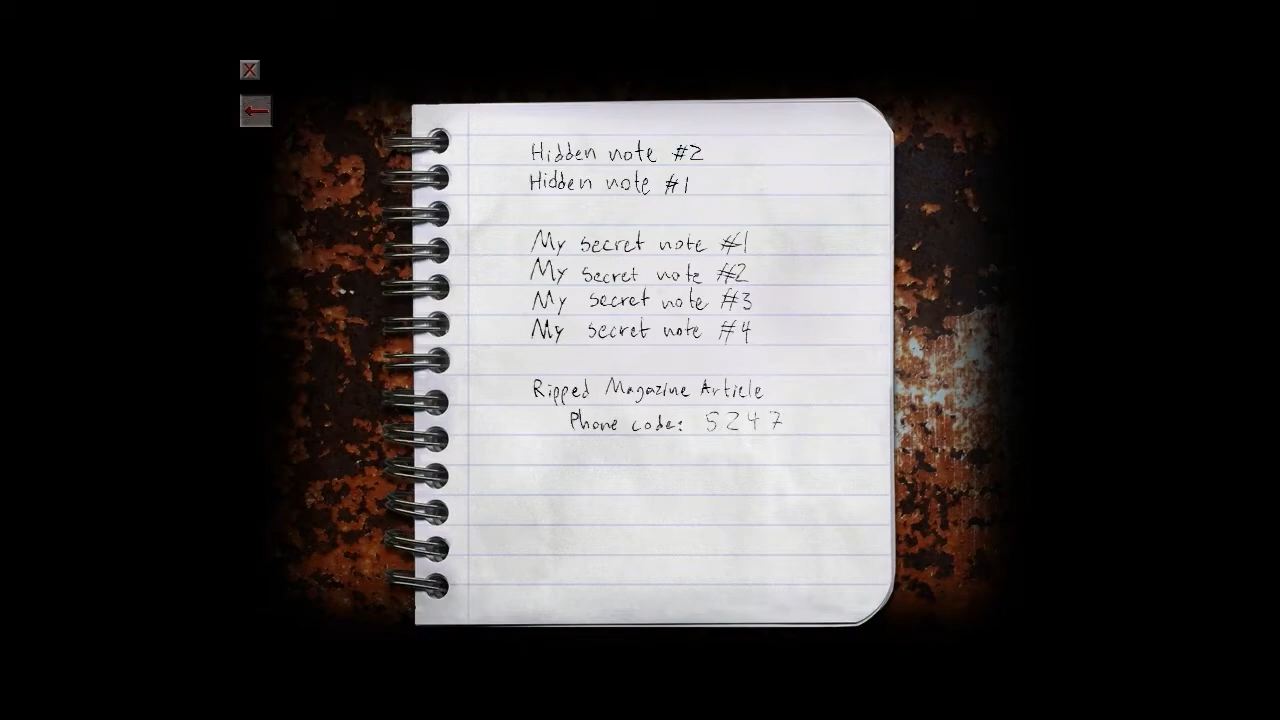 Hidden note #2
Hidden note #1
My secret note #1
My secret note #2
My secret note #3
My secret note #4
Ripped Magazine Article
Phone code: 5247